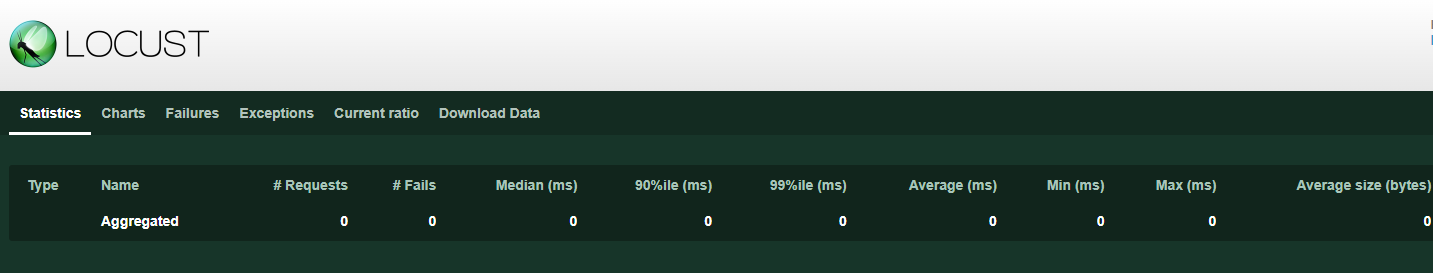 LOCUST
Statistics Charts Failures Exceptions Current ratio Download Data
Type Name # Requests # Fails Median (ms) 90%ile (ms) 99%ile (ms) Average (ms) Min (ms) Max (ms) Average size (bytes)
Aggregated 0 0 0 0 0 0 0 0 0